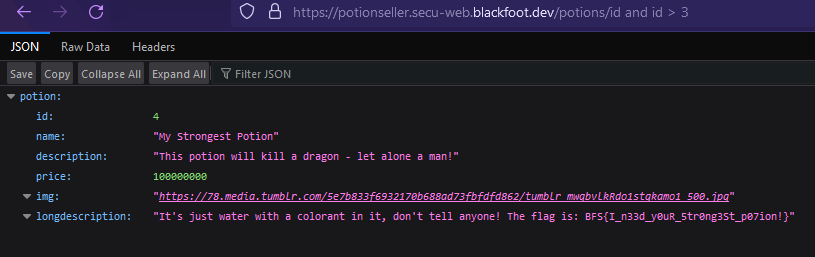 https://potionseller.secu-web.blackfoot.dev/potions/id and id > 3
JSON Raw Data Headers
Save Copy Collapse All Expand All Filter JSON
potion:
id: 4
name: "My Strongest Potion"
description: "This potion will kill a dragon - let alone a man!"
price: 100000000
img: "https://78.media.tumblr.com/5e7b833f6932170b688ad73fbfdfd862/tumblr_mwqbvlkRdo1stqkamo1_500.jpg"
longdescription: "It's just water with a colorant in it, don't tell anyone! The flag is: BFS{I_n33d_y0uR_5tr0ng3St_p07ion!}"